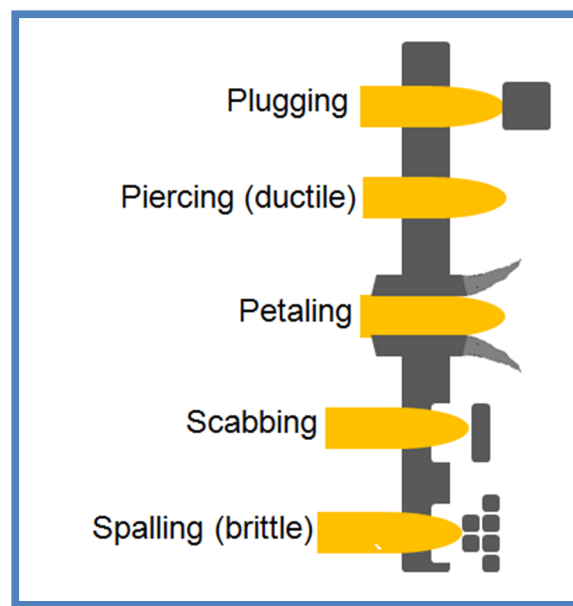 Plugging
Piercing (ductile)
Petaling
Scabbing
Spalling (brittle)